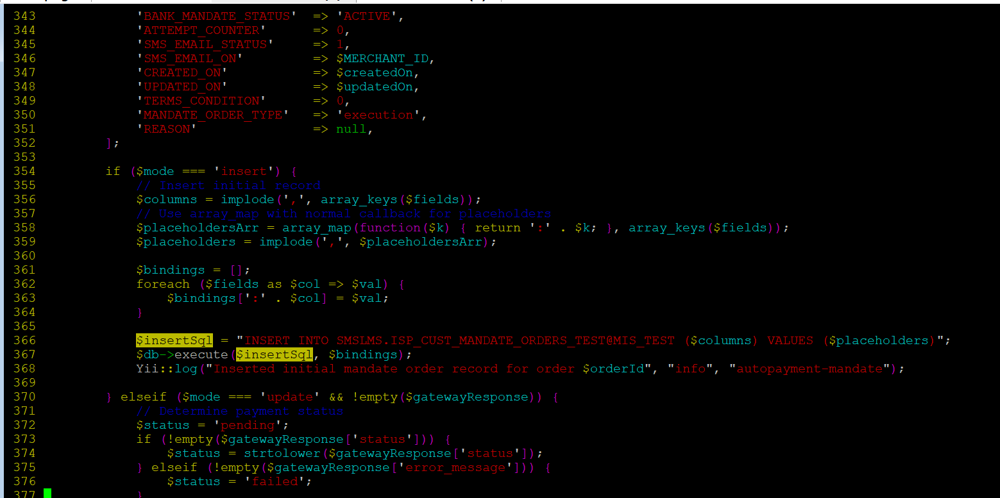 343             'BANK_MANDATE_STATUS'  => 'ACTIVE',
344             'ATTEMPT_COUNTER'      => 0,
345             'SMS_EMAIL_STATUS'     => 1,
346             'SMS_EMAIL_ON'         => $MERCHANT_ID,
347             'CREATED_ON'           => $createdOn,
348             'UPDATED_ON'           => $updatedOn,
349             'TERMS_CONDITION'      => 0,
350             'MANDATE_ORDER_TYPE'   => 'execution',
351             'REASON'               => null,
352         ];
353
354         if ($mode === 'insert') {
355             // Insert initial record
356             $columns = implode(',', array_keys($fields));
357             // Use array_map with normal callback for placeholders
358             $placeholdersArr = array_map(function($k) { return ':' . $k; }, array_keys($fields));
359             $placeholders = implode(',', $placeholdersArr);
360
361             $bindings = [];
362             foreach ($fields as $col => $val) {
363                 $bindings[':' . $col] = $val;
364             }
365
366             $insertSql = "INSERT INTO SMSLMS.ISP_CUST_MANDATE_ORDERS_TEST@MIS_TEST ($columns) VALUES ($placeholders)";
367             $db->execute($insertSql, $bindings);
368             Yii::log("Inserted initial mandate order record for order $orderId", "info", "autopayment-mandate");
369
370         } elseif ($mode === 'update' && !empty($gatewayResponse)) {
371             // Determine payment status
372             $status = 'pending';
373             if (!empty($gatewayResponse['status'])) {
374                 $status = strtolower($gatewayResponse['status']);
375             } elseif (!empty($gatewayResponse['error_message'])) {
376                 $status = 'failed';
377             }